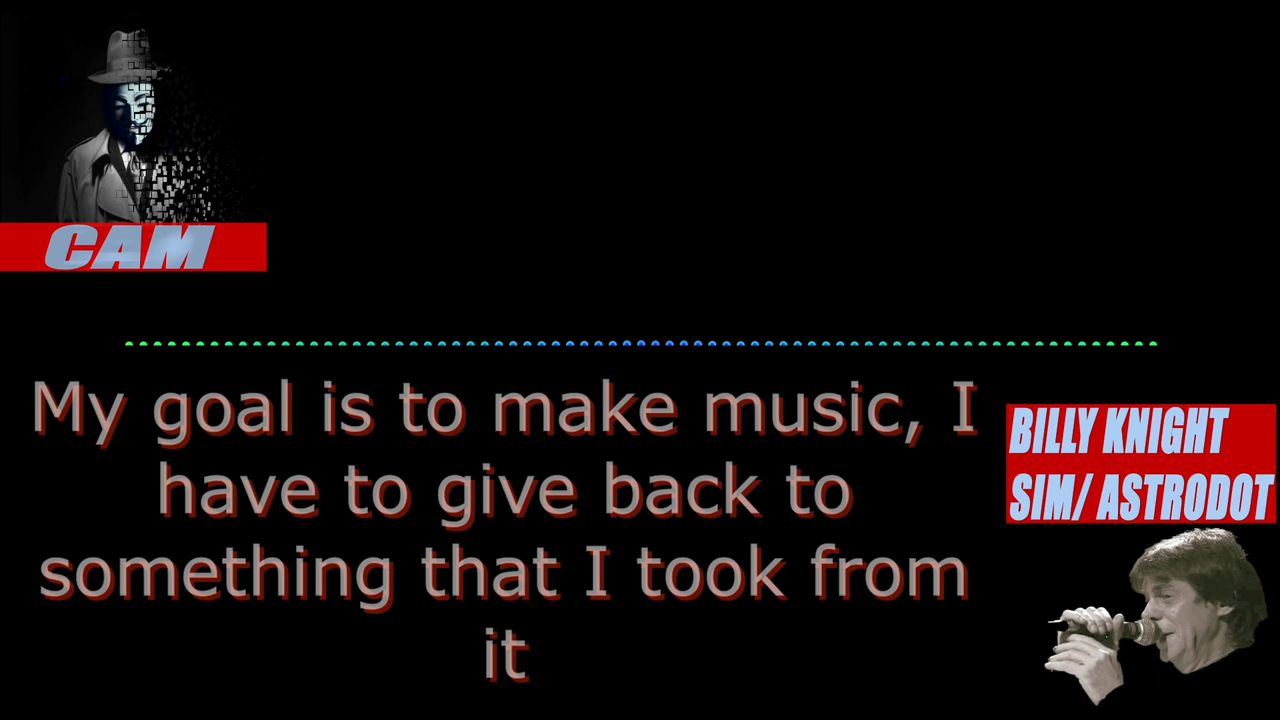 CAM
My goal is to make music, I
have to give back to
something that I took from
it
BILLY KNIGHT
SIM/ ASTRODOT